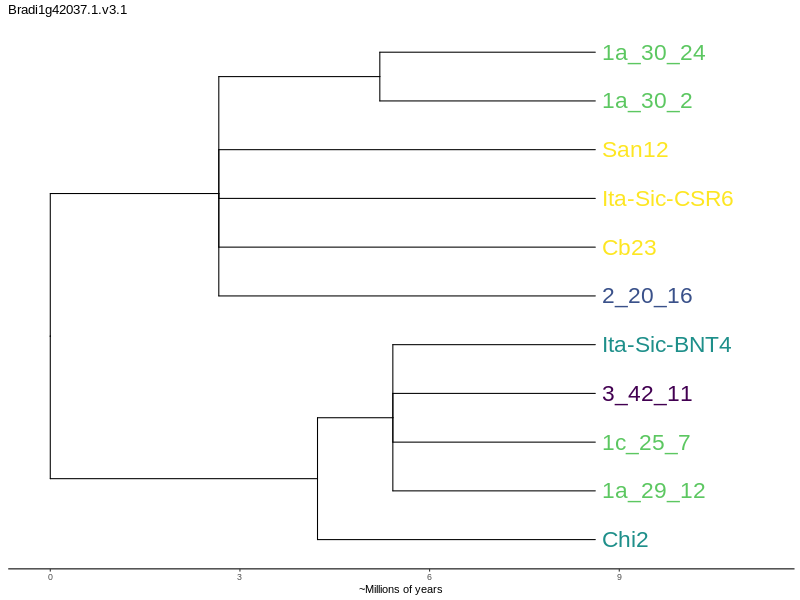 Bradi1g42037.1.v3.1
1a_30_24
1a_30_2
San12
Ita-Sic-CSR6
Cb23
2_20_16
Ita-Sic-BNT4
3_42_11
1c_25_7
1a_29_12
Chi2
0 3 6 9
~Millions of years